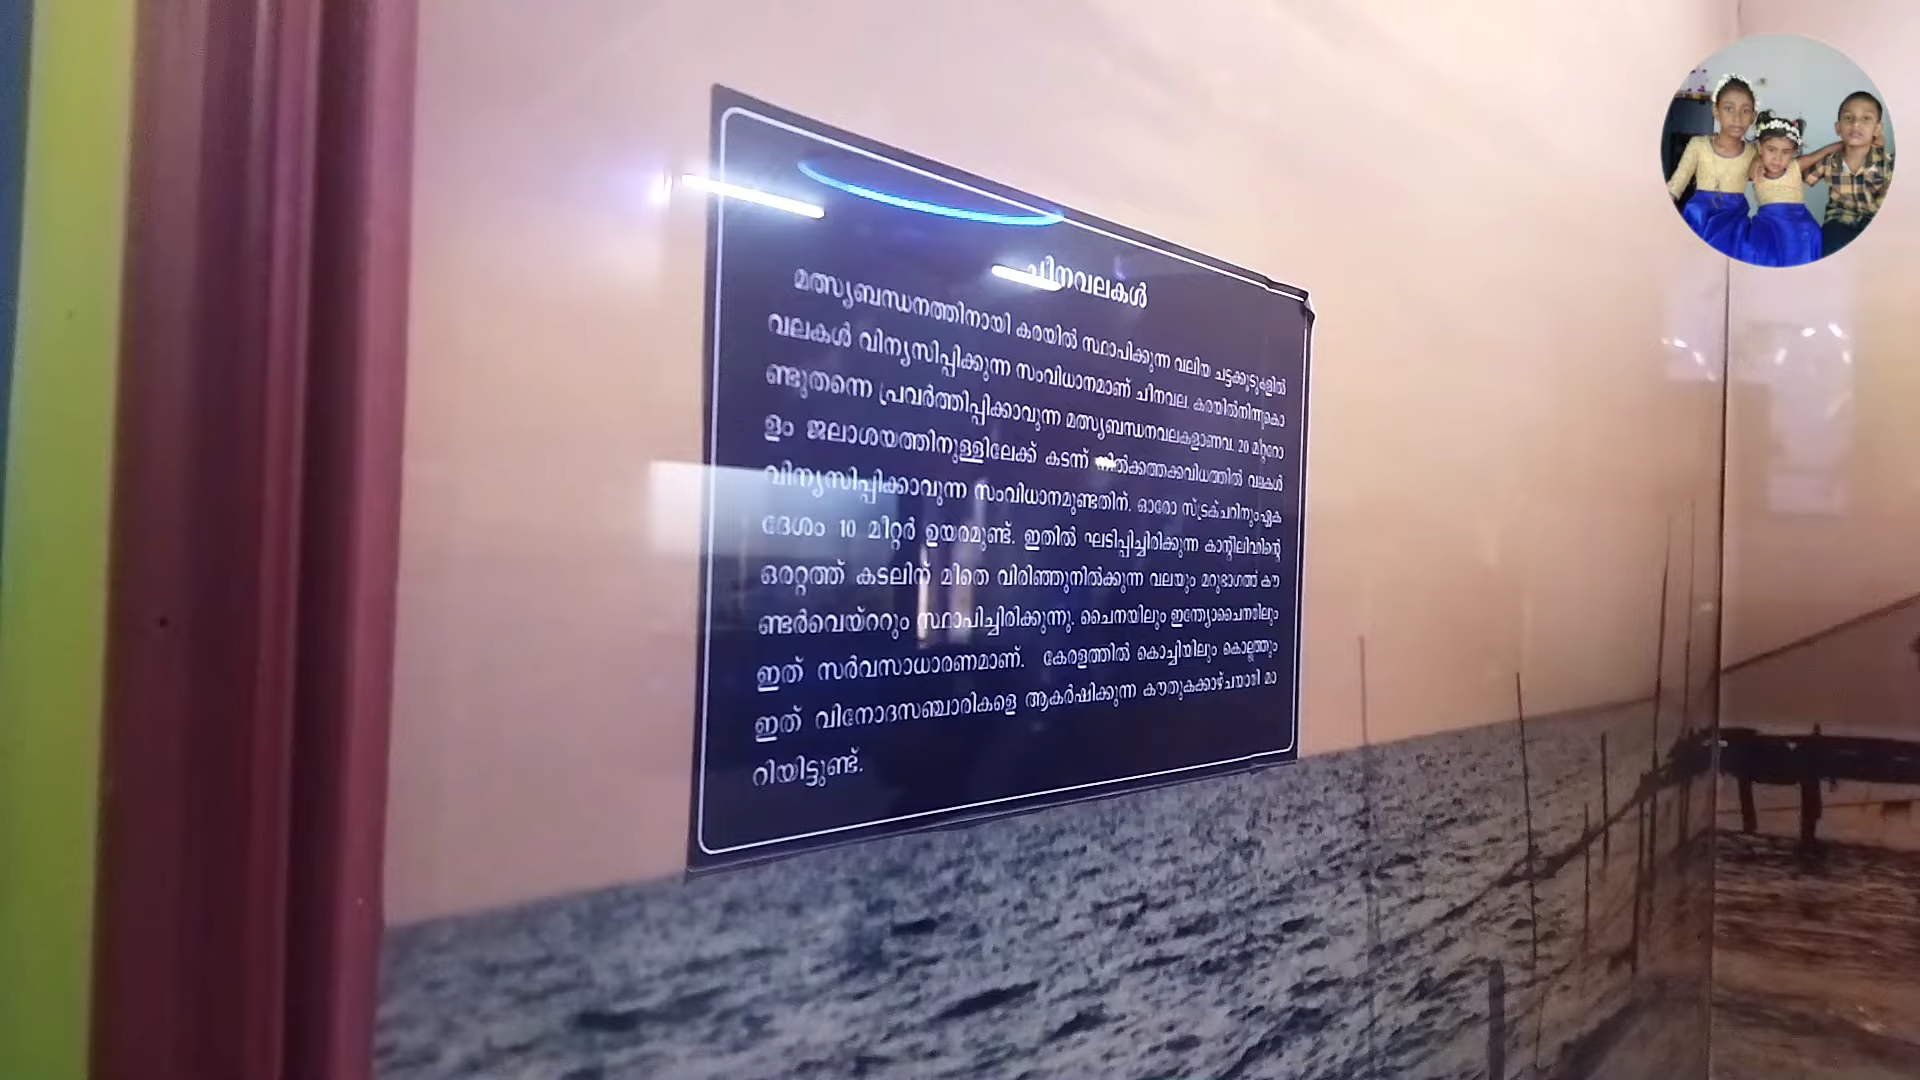 ചീനവലകൾ
മത്സ്യബന്ധനത്തിനായി കരയിൽ സ്ഥാപിക്കുന്ന വലിയ ചട്ടക്കൂടുകളിൽ
വലകൾ വിന്യസിപ്പിക്കുന്ന സംവിധാനമാണ് ചീനവല. കരയിൽനിന്നുകൊ
ണ്ടുതന്നെ പ്രവർത്തിപ്പിക്കാവുന്ന മത്സ്യബന്ധനവലകളാണവ. 20 മീറ്ററോ
ളം ജലാശയത്തിനുള്ളിലേക്ക് കടന്ന് നിൽക്കത്തക്കവിധത്തിൽ വലകൾ
വിന്യസിപ്പിക്കാവുന്ന സംവിധാനമുണ്ടതിന്. ഓരോ സ്ട്രക്ചറിനുംഏക
ദേശം 10 മീറ്റർ ഉയരമുണ്ട്. ഇതിൽ ഘടിപ്പിച്ചിരിക്കുന്ന കാന്റിലിവറിന്റെ
ഒരറ്റത്ത് കടലിന് മീതെ വിരിഞ്ഞുനിൽക്കുന്ന വലയും മറുഭാഗത്ത് കൗ
ണ്ടർവെയ്ററും സ്ഥാപിച്ചിരിക്കുന്നു. ചൈനയിലും ഇന്ത്യോചൈനയിലും
ഇത് സർവസാധാരണമാണ്. കേരളത്തിൽ കൊച്ചിയിലും കൊല്ലത്തും
ഇത് വിനോദസഞ്ചാരികളെ ആകർഷിക്കുന്ന കൗതുകക്കാഴ്ചയായി മാ
റിയിട്ടുണ്ട്.